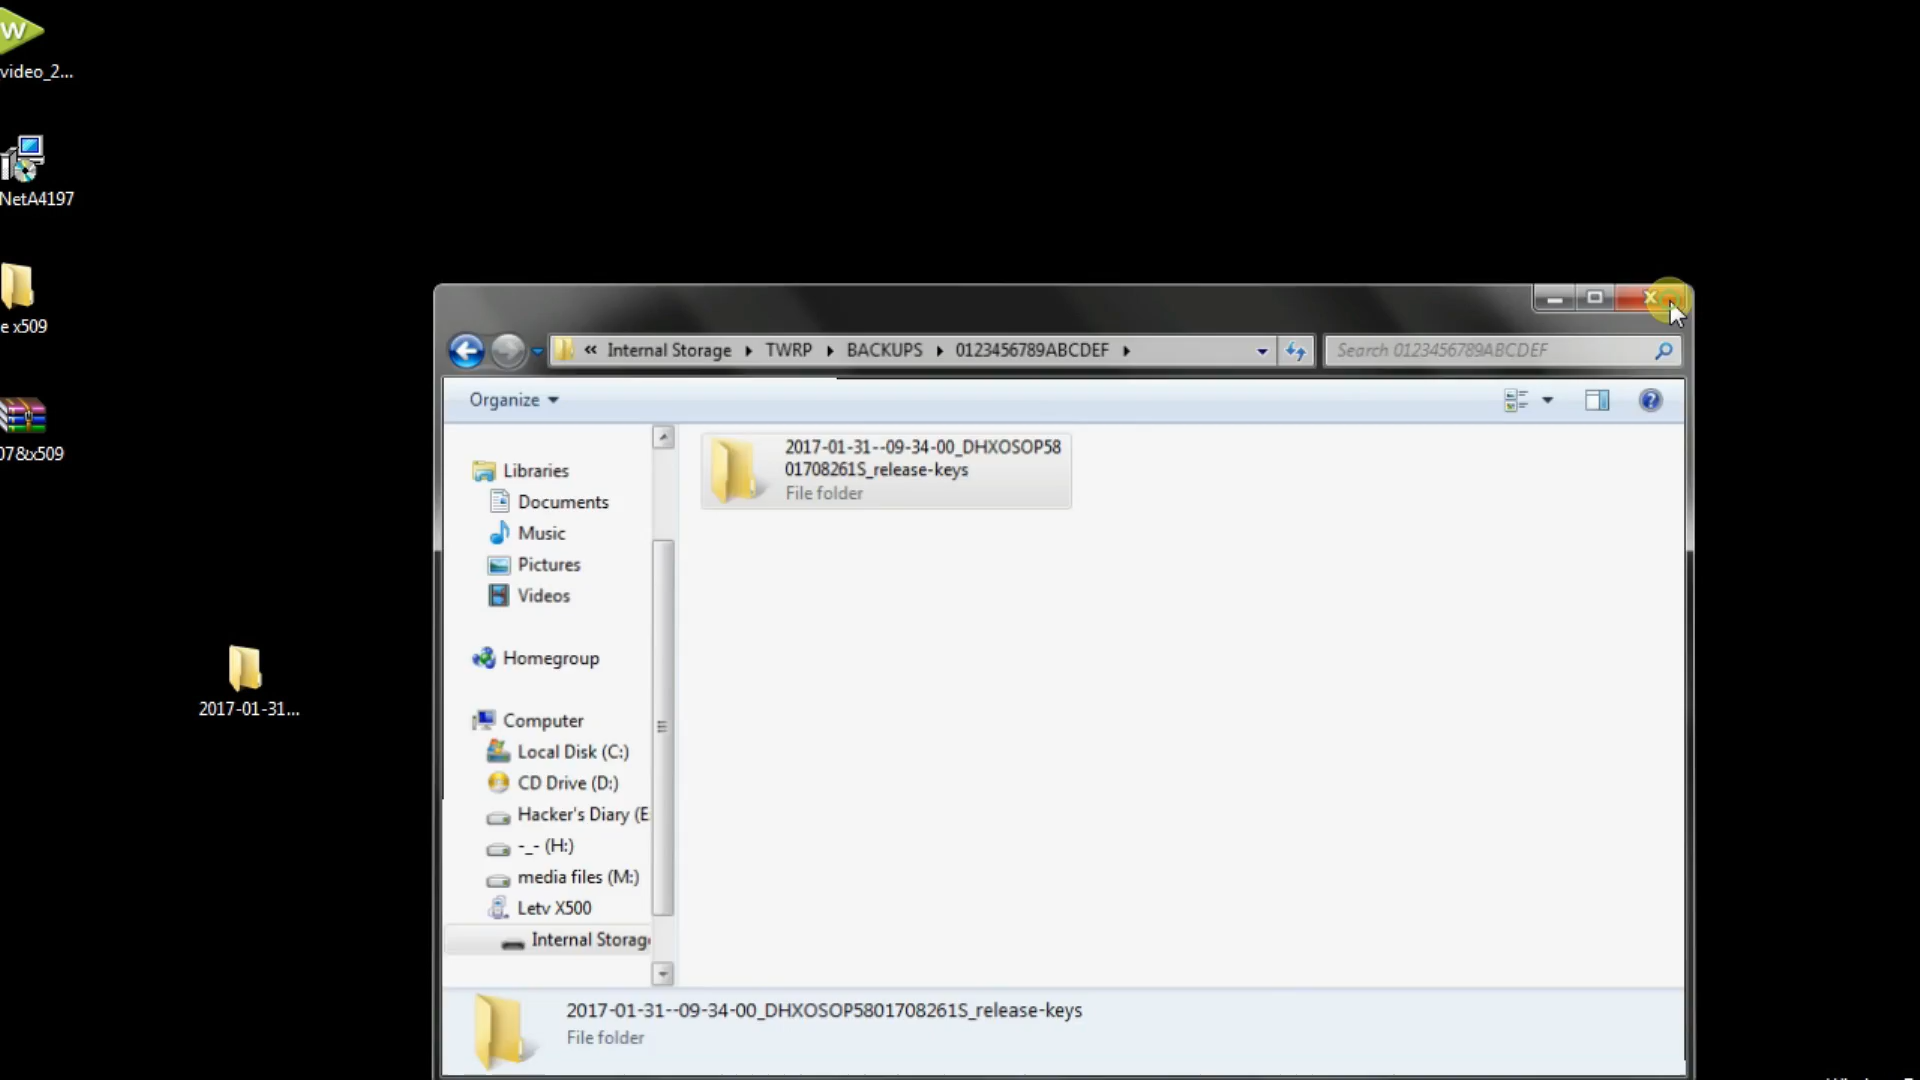 video_2...
NetA4197
e x509
07&x509
2017-01-31...
« Internal Storage ▸ TWRP ▸ BACKUPS ▸ 0123456789ABCDEF ▸
Search 0123456789ABCDEF
Organize
Libraries
Documents
Music
Pictures
Videos
Homegroup
Computer
Local Disk (C:)
CD Drive (D:)
Hacker's Diary (E
-_- (H:)
media files (M:)
Letv X500
Internal Storag
2017-01-31--09-34-00_DHXOSOP58
01708261S_release-keys
File folder
2017-01-31--09-34-00_DHXOSOP5801708261S_release-keys
File folder